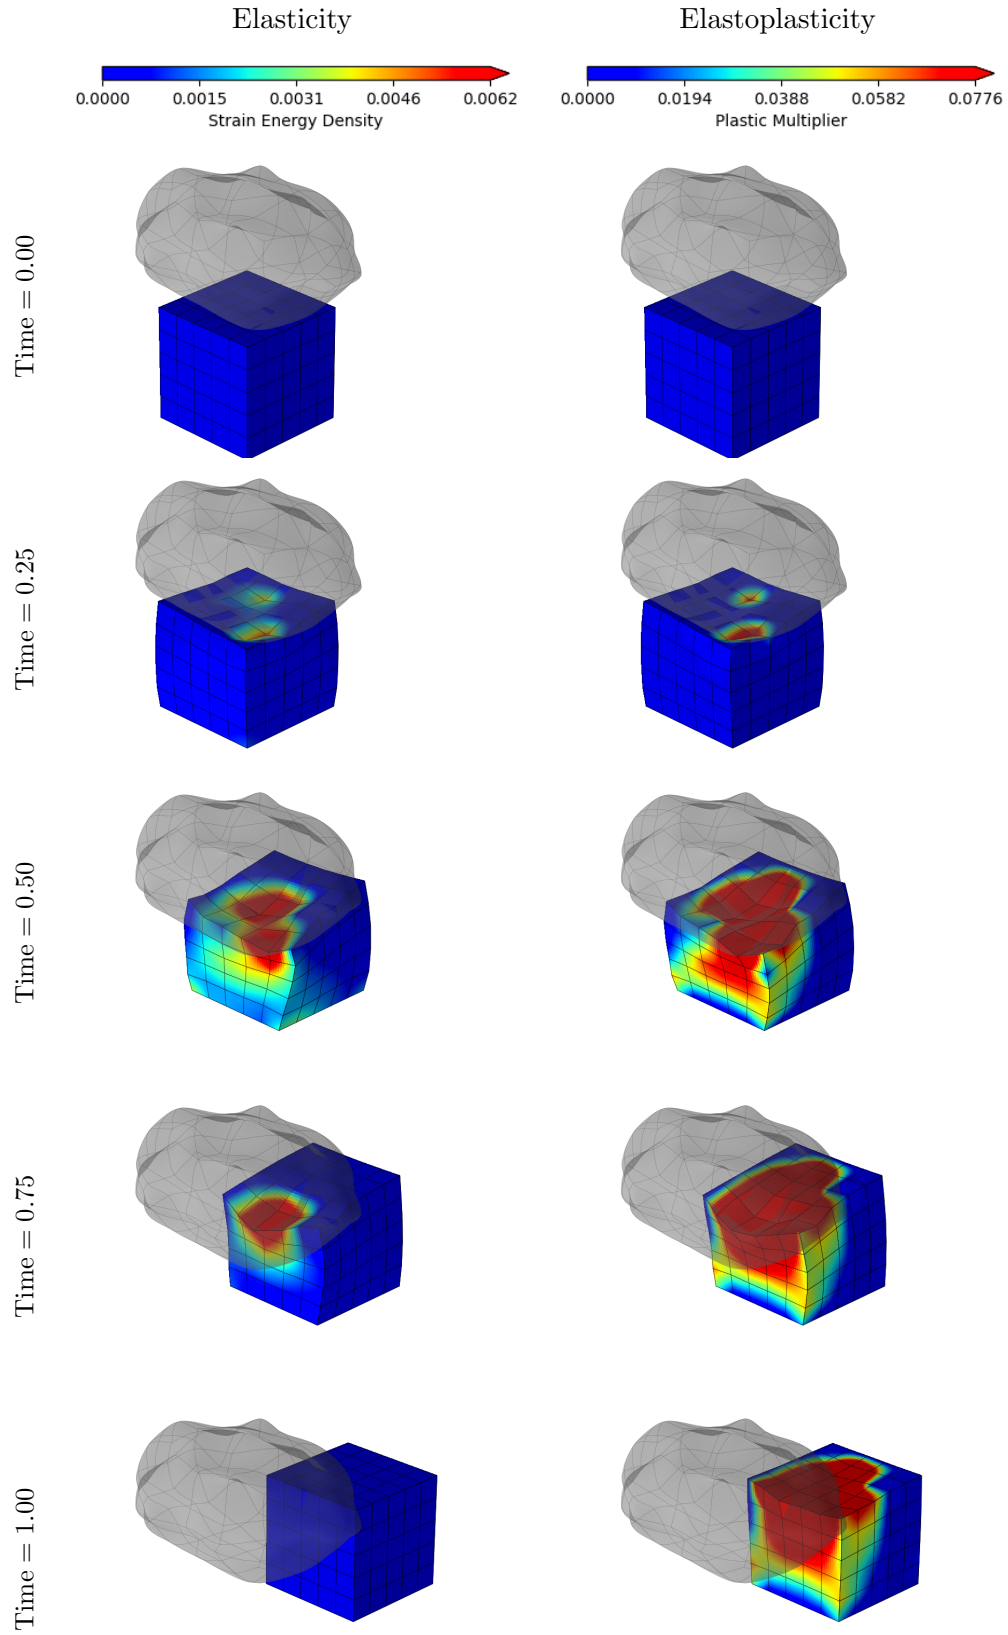 Elasticity
Elastoplasticity
0.0000 0.0015 0.0031 0.0046 0.0062
Strain Energy Density
0.0000 0.0194 0.0388 0.0582 0.0776
Plastic Multiplier
Time = 0.00
Time = 0.25
Time = 0.50
Time = 0.75
Time = 1.00